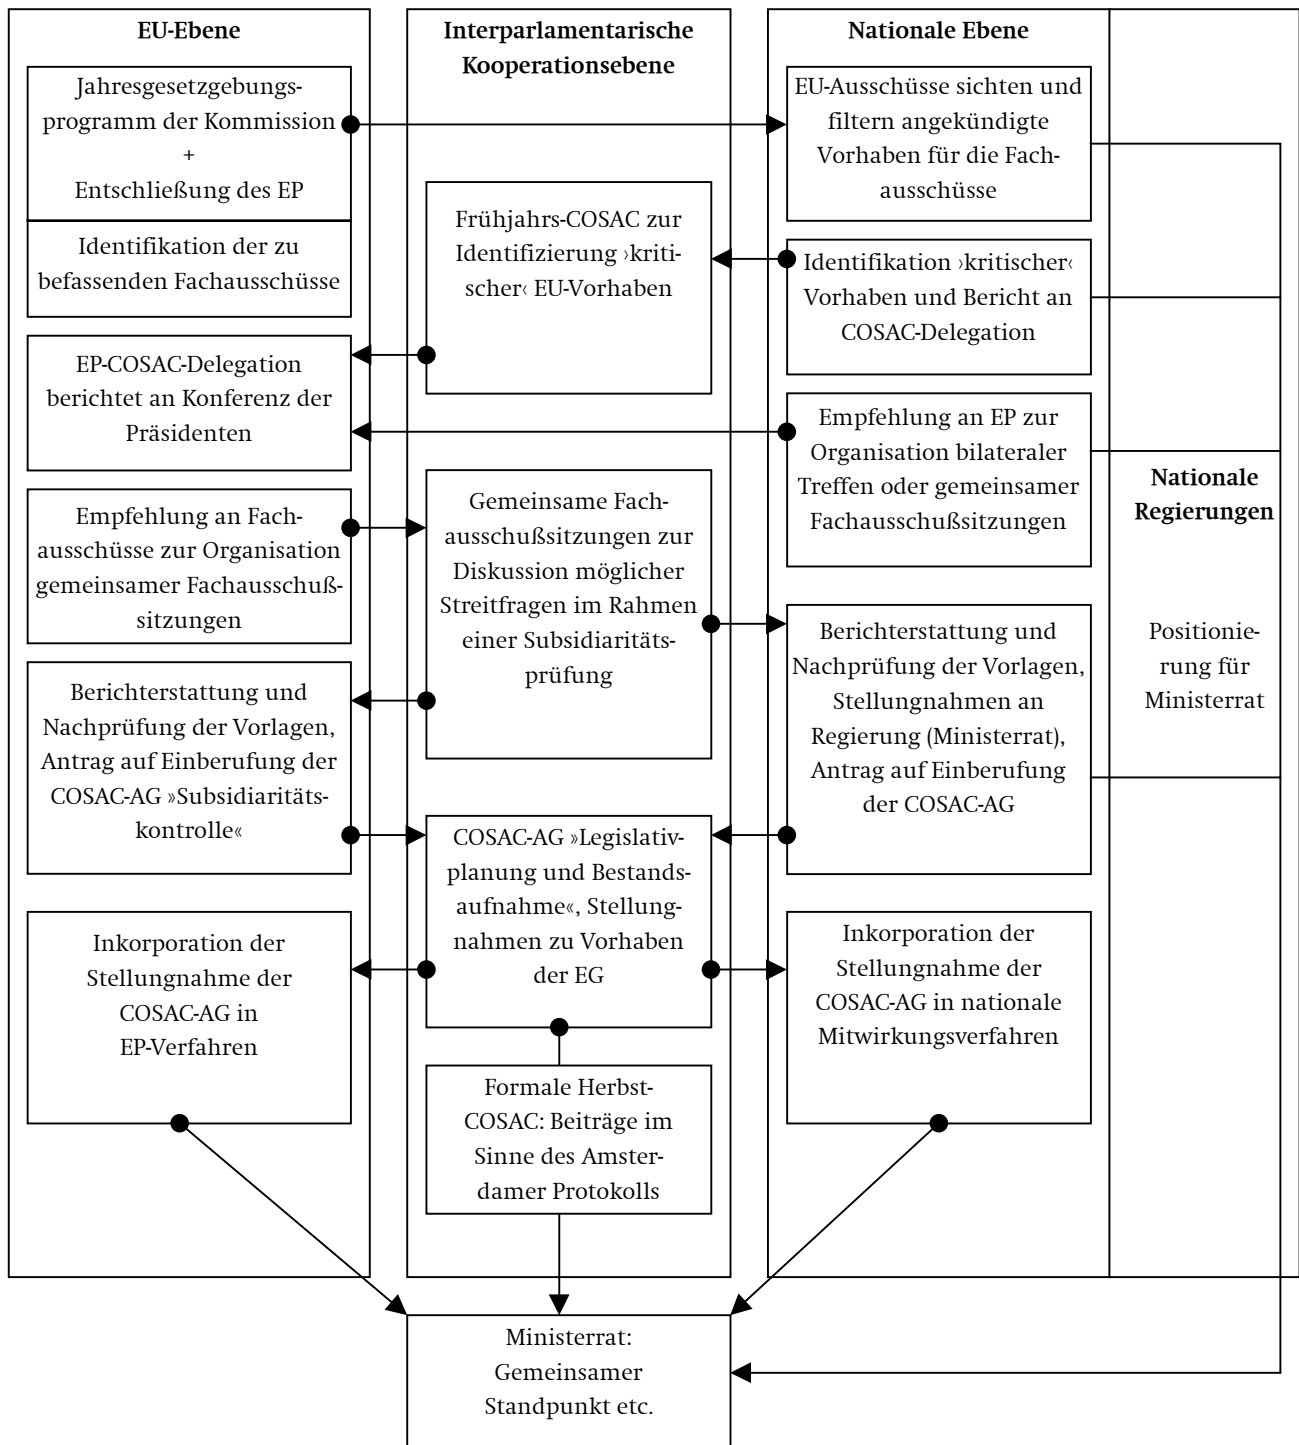 EU-Ebene
Jahresgesetzgebungs-
programm der Kommission
+
Entschließung des EP
Identifikation der zu
befassenden Fachausschüsse
EP-COSAC-Delegation
berichtet an Konferenz der
Präsidenten
Empfehlung an Fach-
ausschüsse zur Organisation
gemeinsamer Fachausschuß-
sitzungen
Berichterstattung und
Nachprüfung der Vorlagen,
Antrag auf Einberufung der
COSAC-AG »Subsidiaritäts-
kontrolle«
Inkorporation der
Stellungnahme der
COSAC-AG in
EP-Verfahren
Interparlamentarische
Kooperationsebene
Frühjahrs-COSAC zur
Identifizierung ›kriti-
scher‹ EU-Vorhaben
Gemeinsame Fach-
ausschußsitzungen zur
Diskussion möglicher
Streitfragen im Rahmen
einer Subsidiaritäts-
prüfung
COSAC-AG »Legislativ-
planung und Bestands-
aufnahme«, Stellung-
nahmen zu Vorhaben
der EG
Formale Herbst-
COSAC: Beiträge im
Sinne des Amster-
damer Protokolls
Nationale Ebene
EU-Ausschüsse sichten und
filtern angekündigte
Vorhaben für die Fach-
ausschüsse
Identifikation ›kritischer‹
Vorhaben und Bericht an
COSAC-Delegation
Empfehlung an EP zur
Organisation bilateraler
Treffen oder gemeinsamer
Fachausschußsitzungen
Berichterstattung und
Nachprüfung der Vorlagen,
Stellungnahmen an
Regierung (Ministerrat),
Antrag auf Einberufung
der COSAC-AG
Inkorporation der
Stellungnahme der
COSAC-AG in nationale
Mitwirkungsverfahren
Nationale
Regierungen
Positionie-
rung für
Ministerrat
Ministerrat:
Gemeinsamer
Standpunkt etc.